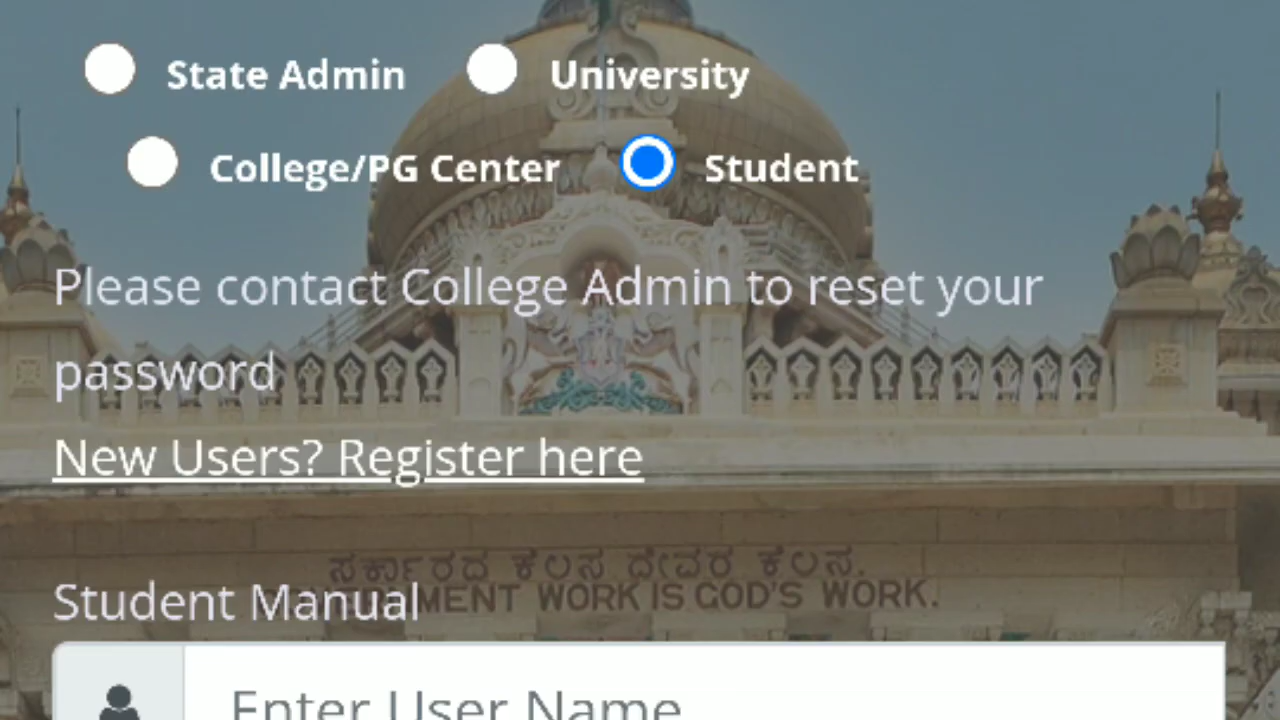 State Admin University
College/PG Center Student
Please contact College Admin to reset your
password
New Users? Register here
ಸರ್ಕಾರದ ಕೆಲಸ ದೇವರ ಕೆಲಸ.
MENT WORK IS GOD'S WORK.
Student Manual
Enter User Name